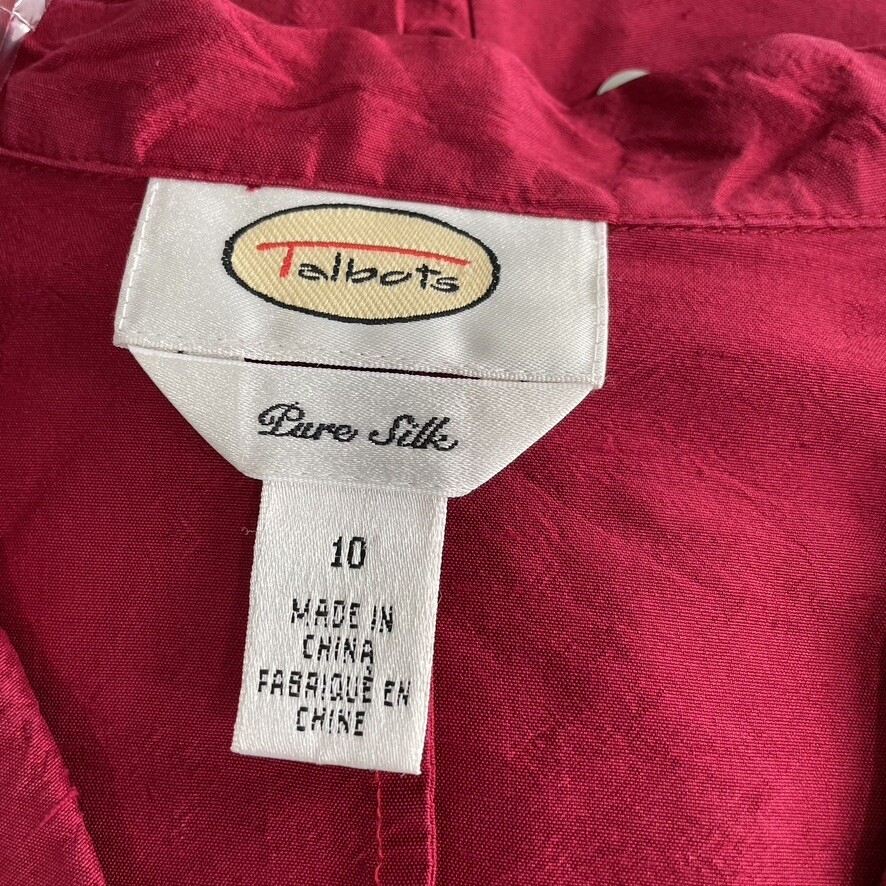 Talbots
Pure Silk
10
MADE IN
CHINA
FABRIQUÉ EN
CHINE